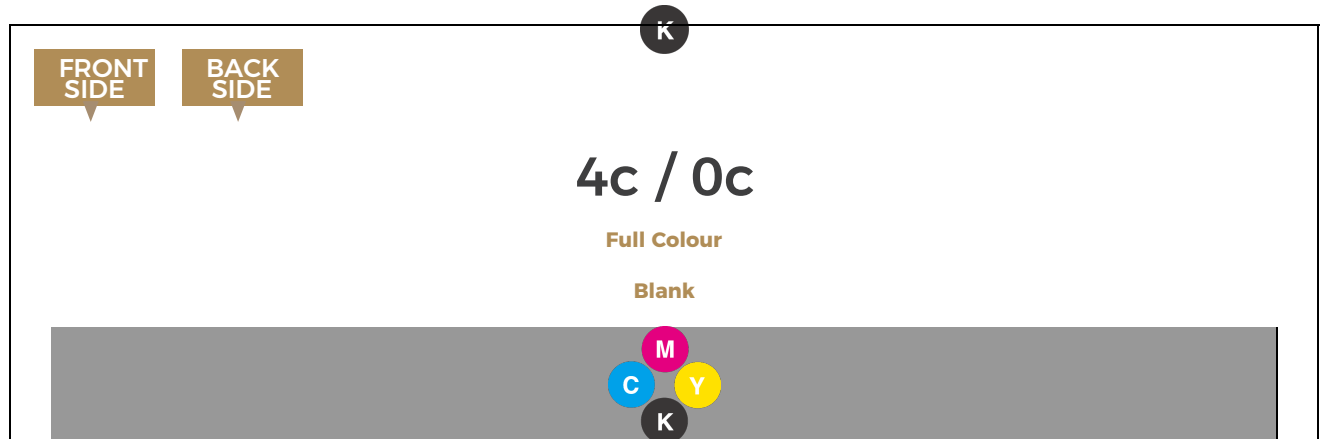 K
FRONT
SIDE
BACK
SIDE
4c / 0c
Full Colour
Blank
M
C
Y
K